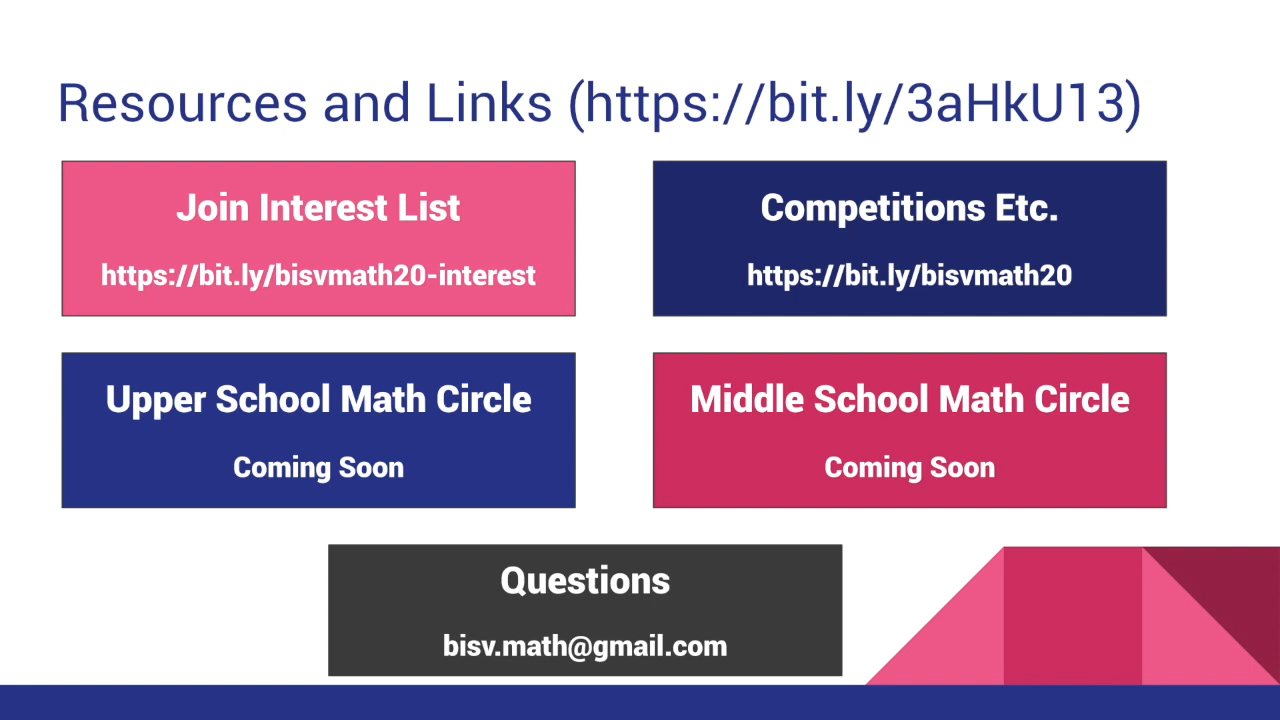 Resources and Links (https://bit.ly/3aHkU13)
Join Interest List
https://bit.ly/bisvmath20-interest
Competitions Etc.
https://bit.ly/bisvmath20
Upper School Math Circle
Coming Soon
Middle School Math Circle
Coming Soon
Questions
bisv.math@gmail.com